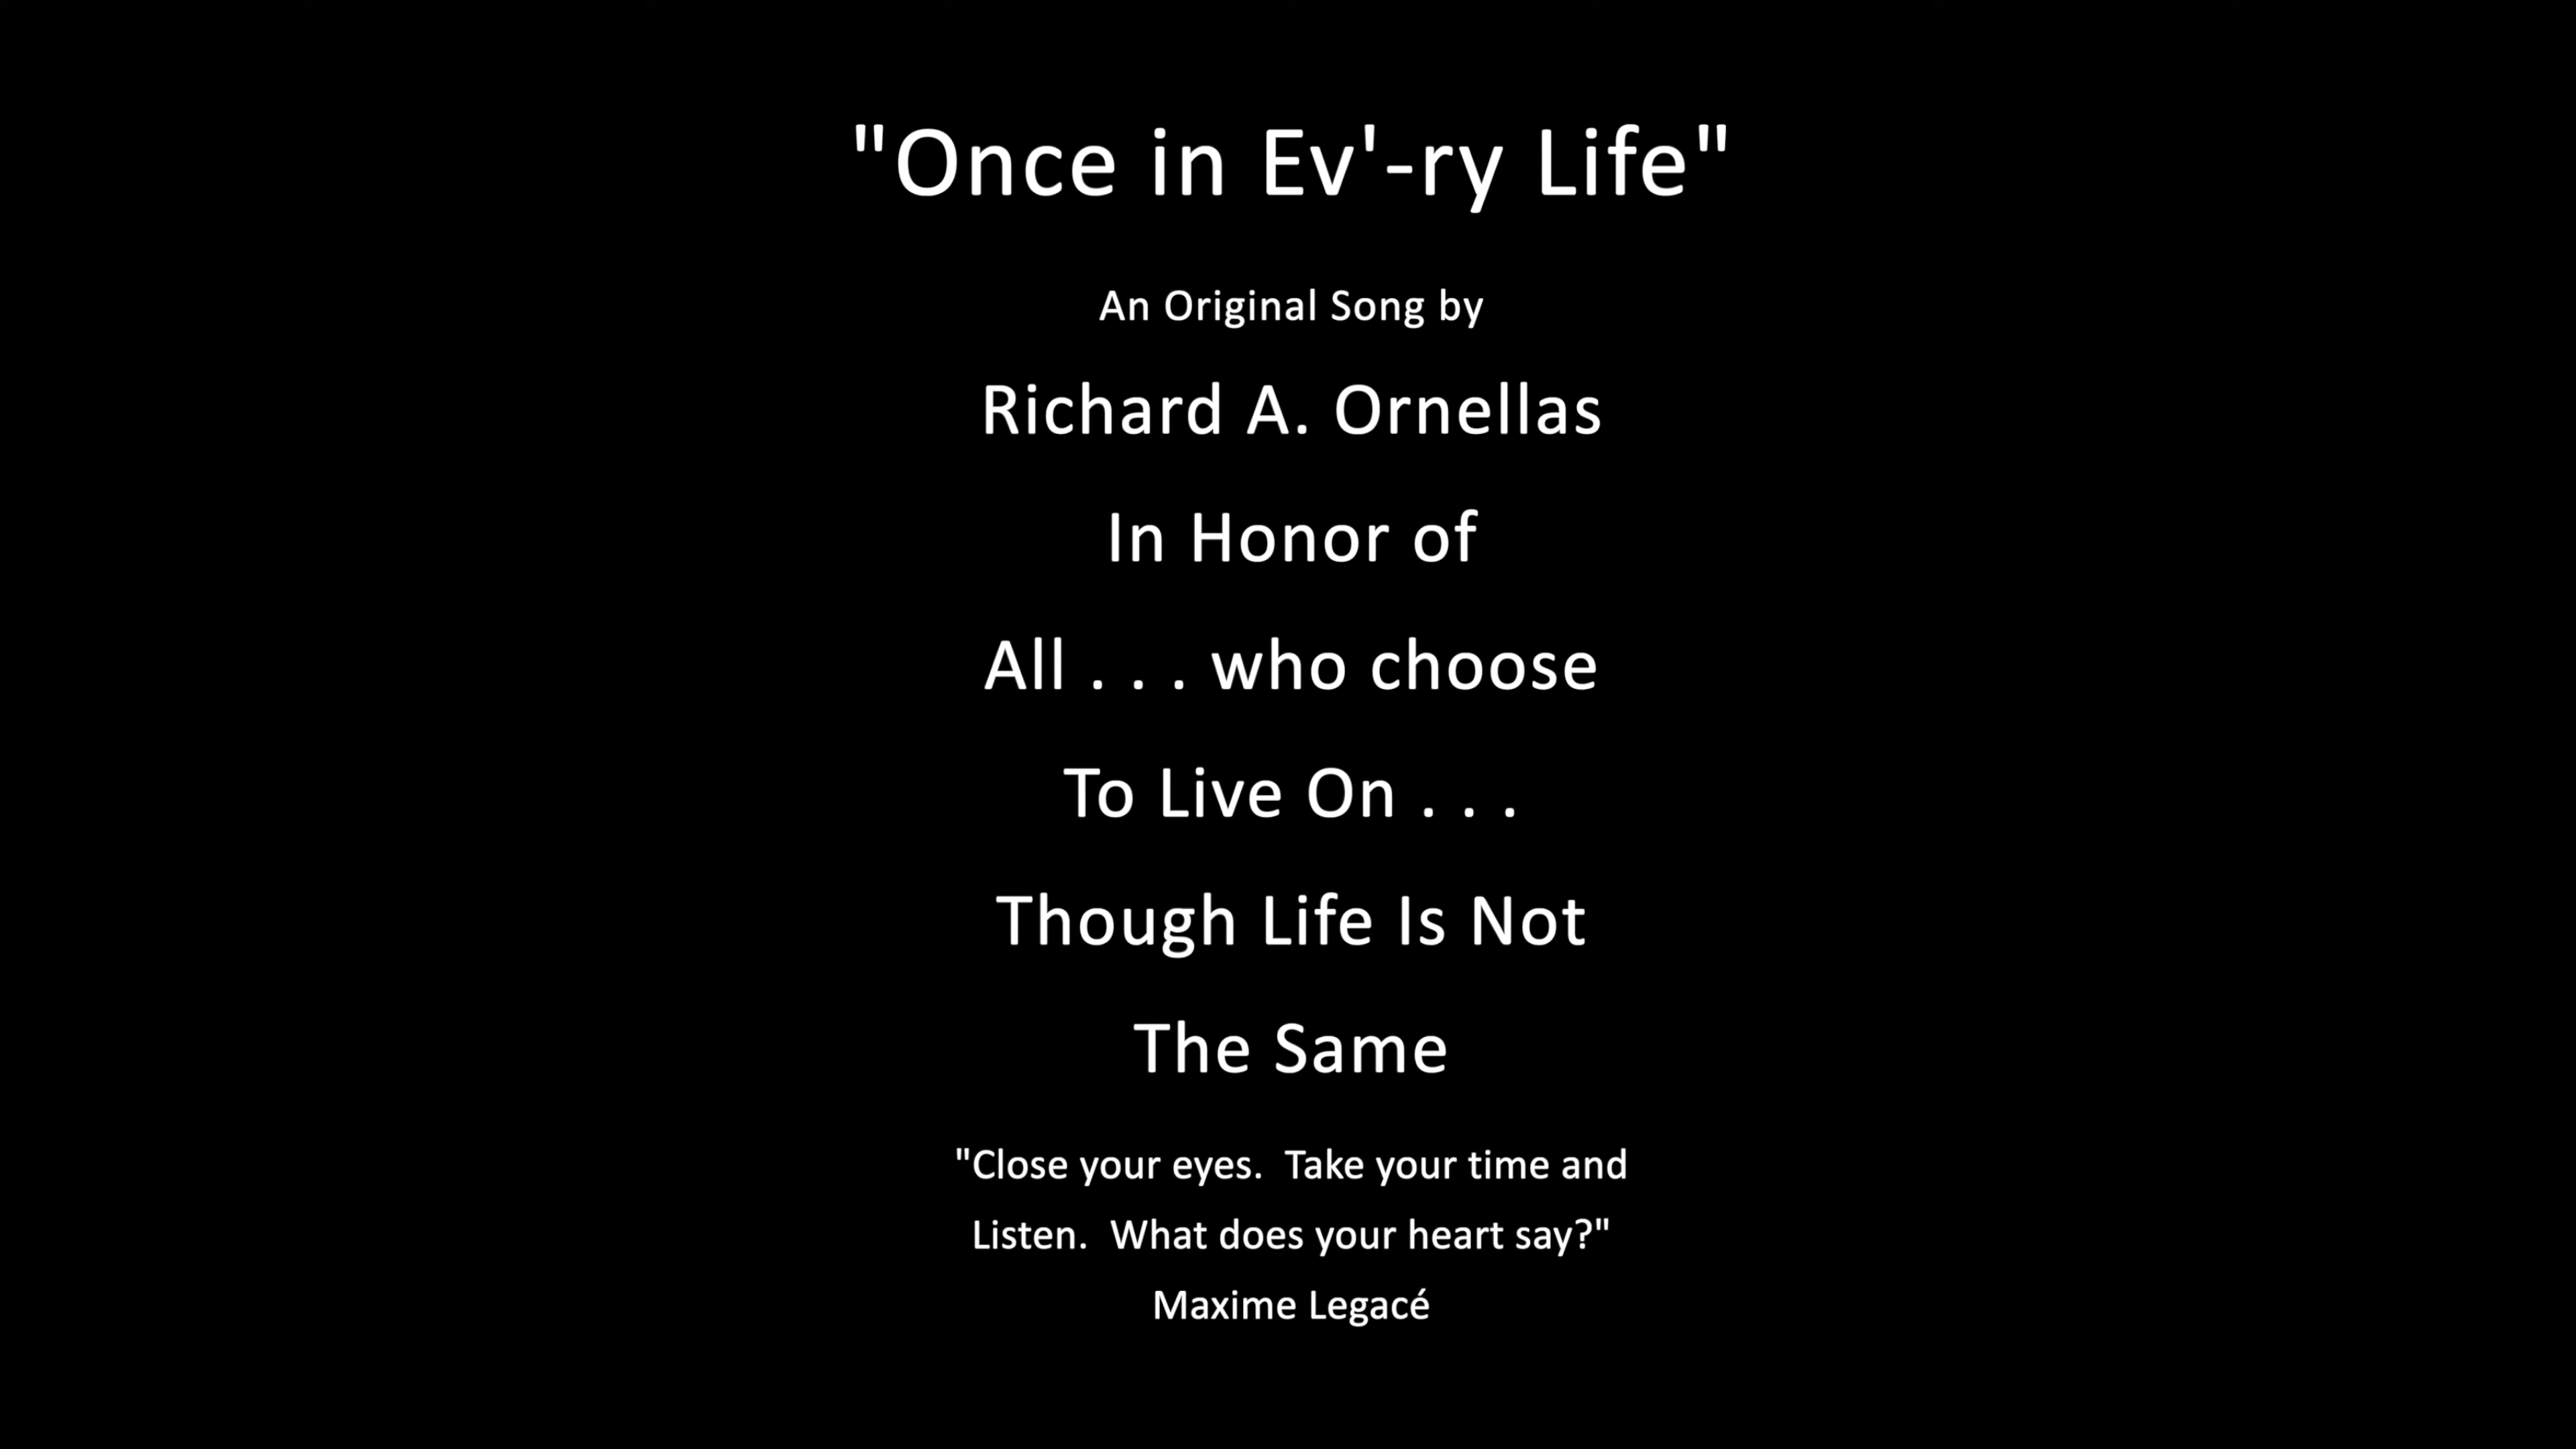 "Once in Ev'-ry Life"
An Original Song by
Richard A. Ornellas
In Honor of
All . . . who choose
To Live On . . .
Though Life Is Not
The Same
"Close your eyes.  Take your time and
Listen.  What does your heart say?"
Maxime Legacé